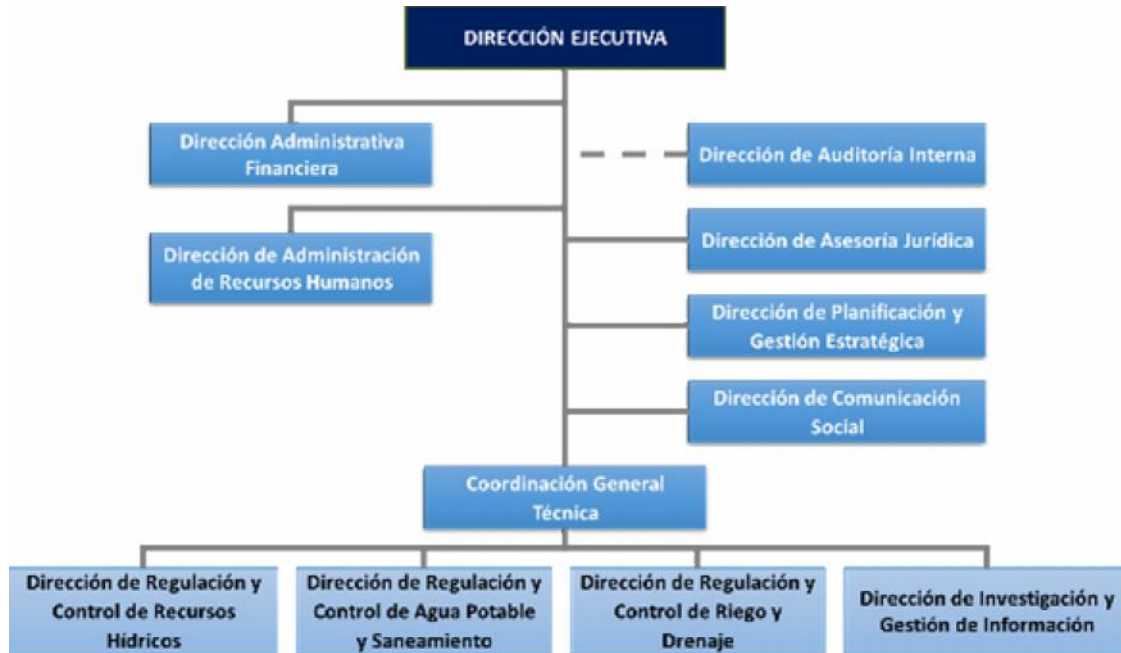 DIRECCIÓN EJECUTIVA
Dirección Administrativa
Financiera
Dirección de Auditoría Interna
Dirección de Administración
de Recursos Humanos
Dirección de Asesoría Jurídica
Dirección de Planificación y
Gestión Estratégica
Dirección de Comunicación
Social
Coordinación General
Técnica
Dirección de Regulación y
Control de Recursos
Hídricos
Dirección de Regulación y
Control de Agua Potable
y Saneamiento
Dirección de Regulación y
Control de Riego y
Drenaje
Dirección de Investigación y
Gestión de Información